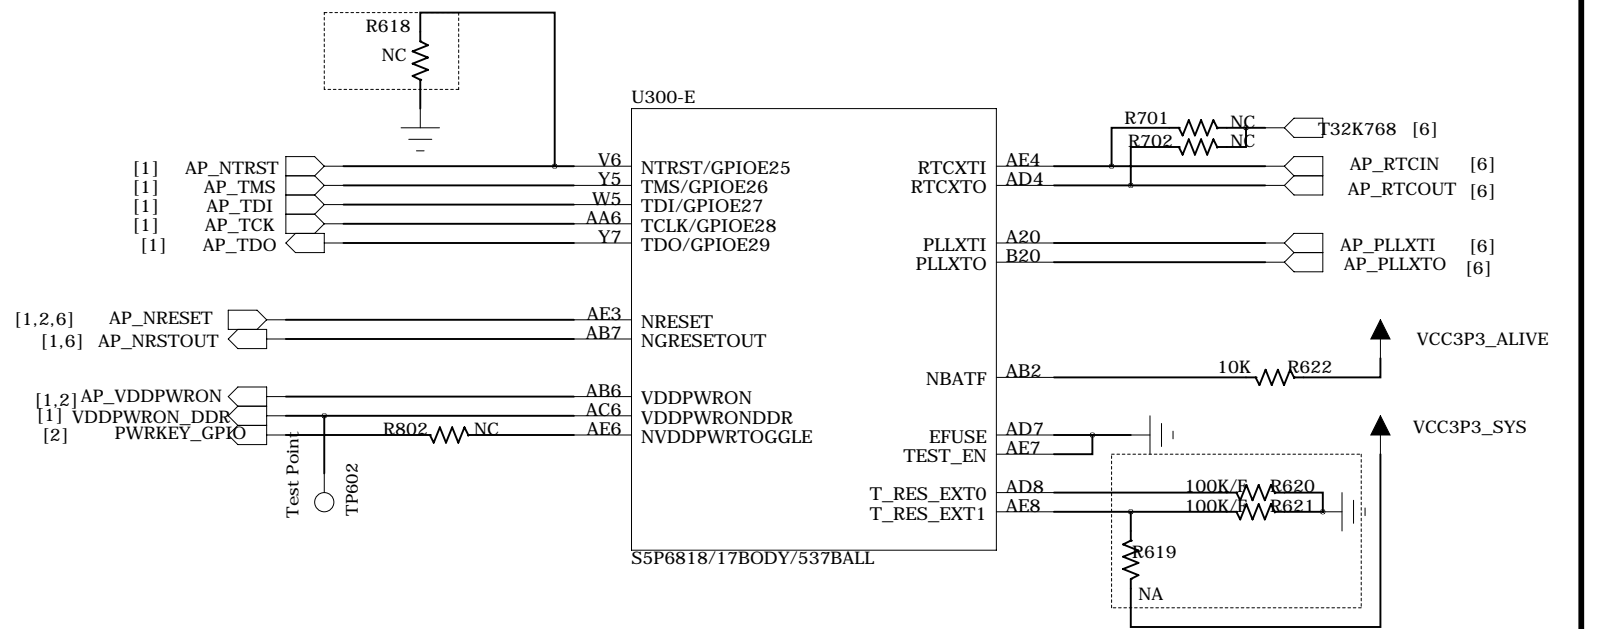 R618
NC
U300-E
[1] AP_NTRST V6 NTRST/GPIOE25
[1] AP_TMS Y5 TMS/GPIOE26
[1] AP_TDI W5 TDI/GPIOE27
[1] AP_TCK AA6 TCLK/GPIOE28
[1] AP_TDO Y7 TDO/GPIOE29
[1,2,6] AP_NRESET AE3 NRESET
[1,6] AP_NRSTOUT AB7 NGRESETOUT
[1,2] AP_VDDPWRON AB6 VDDPWRON
[1] VDDPWRON_DDR AC6 VDDPWRONDDR
[2] PWRKEY_GPIO R802 NC AE6 NVDDPWRTOGGLE
Test Point
TP602
R701 NC T32K768 [6]
R702 NC
RTCXTI AE4 AP_RTCIN [6]
RTCXTO AD4 AP_RTCOUT [6]
PLLXTI A20 AP_PLLXTI [6]
PLLXTO B20 AP_PLLXTO [6]
VCC3P3_ALIVE
NBATF AB2 10K R622
VCC3P3_SYS
EFUSE AD7
TEST_EN AE7
T_RES_EXT0 AD8 100K/F R620
T_RES_EXT1 AE8 100K/F R621
R619
NA
S5P6818/17BODY/537BALL